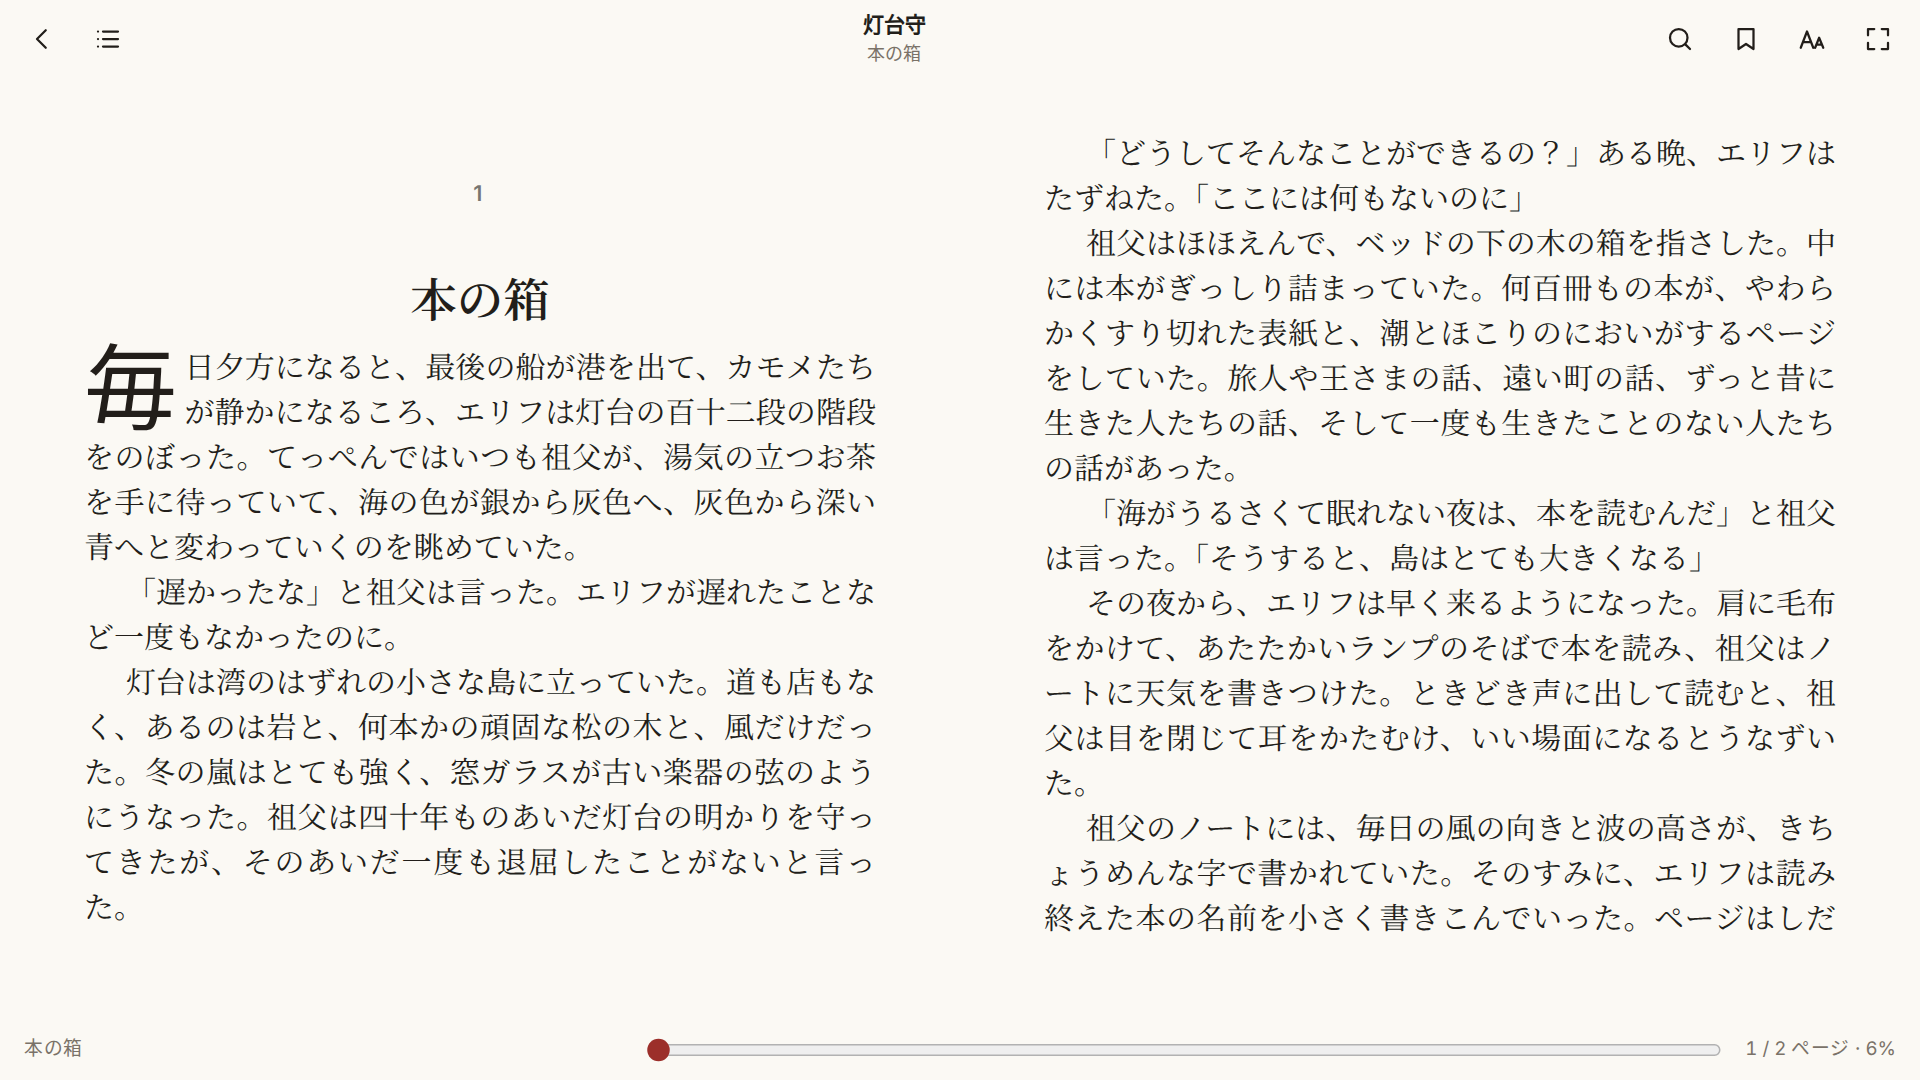 灯台守
本の箱
1
本の箱
毎日夕方になると、最後の船が港を出て、カモメたち
が静かになるころ、エリフは灯台の百十二段の階段
をのぼった。てっぺんではいつも祖父が、湯気の立つお茶
を手に待っていて、海の色が銀から灰色へ、灰色から深い
青へと変わっていくのを眺めていた。
「遅かったな」と祖父は言った。エリフが遅れたことな
ど一度もなかったのに。
灯台は湾のはずれの小さな島に立っていた。道も店もな
く、あるのは岩と、何本かの頑固な松の木と、風だけだっ
た。冬の嵐はとても強く、窓ガラスが古い楽器の弦のよう
にうなった。祖父は四十年ものあいだ灯台の明かりを守っ
てきたが、そのあいだ一度も退屈したことがないと言っ
た。
「どうしてそんなことができるの？」ある晩、エリフは
たずねた。「ここには何もないのに」
祖父はほほえんで、ベッドの下の木の箱を指さした。中
には本がぎっしり詰まっていた。何百冊もの本が、やわら
かくすり切れた表紙と、潮とほこりのにおいがするページ
をしていた。旅人や王さまの話、遠い町の話、ずっと昔に
生きた人たちの話、そして一度も生きたことのない人たち
の話があった。
「海がうるさくて眠れない夜は、本を読むんだ」と祖父
は言った。「そうすると、島はとても大きくなる」
その夜から、エリフは早く来るようになった。肩に毛布
をかけて、あたたかいランプのそばで本を読み、祖父はノ
ートに天気を書きつけた。ときどき声に出して読むと、祖
父は目を閉じて耳をかたむけ、いい場面になるとうなずい
た。
祖父のノートには、毎日の風の向きと波の高さが、きち
ょうめんな字で書かれていた。そのすみに、エリフは読み
終えた本の名前を小さく書きこんでいった。ページはしだ
本の箱
1 / 2 ページ · 6%